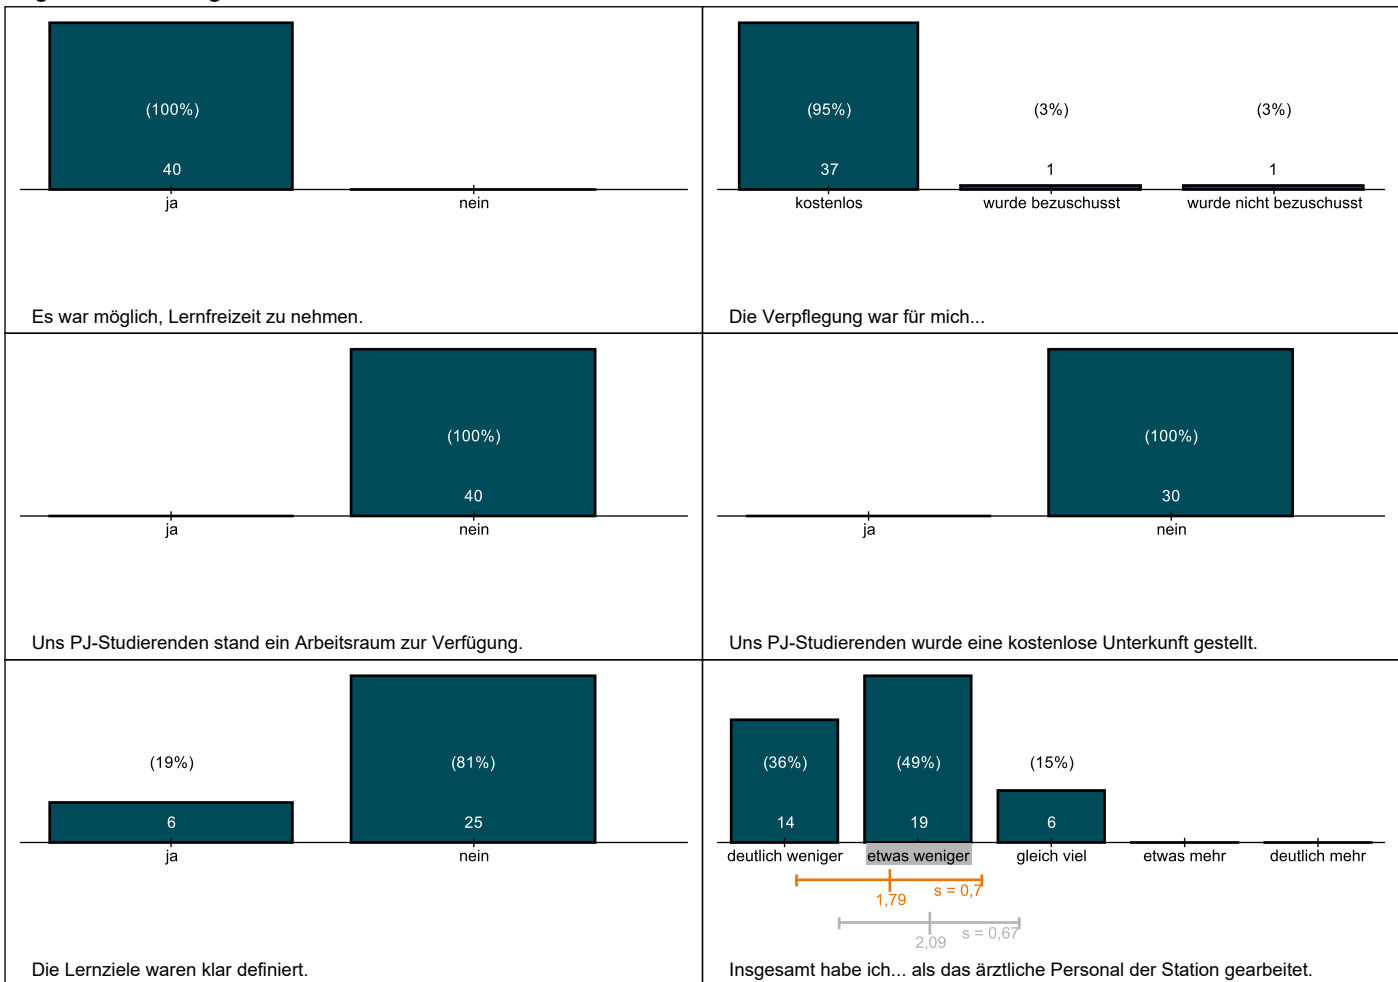 (100%)
40
ja
nein
Es war möglich, Lernfreizeit zu nehmen.
(95%)
(3%)
(3%)
37
1
1
kostenlos
wurde bezuschusst
wurde nicht bezuschusst
Die Verpflegung war für mich...
(100%)
40
ja
nein
Uns PJ-Studierenden stand ein Arbeitsraum zur Verfügung.
(100%)
30
ja
nein
Uns PJ-Studierenden wurde eine kostenlose Unterkunft gestellt.
(19%)
(81%)
6
25
ja
nein
Die Lernziele waren klar definiert.
(36%)
(49%)
(15%)
14
19
6
deutlich weniger
etwas weniger
gleich viel
etwas mehr
deutlich mehr
1,79
s = 0,7
2,09
s = 0,67
Insgesamt habe ich... als das ärztliche Personal der Station gearbeitet.